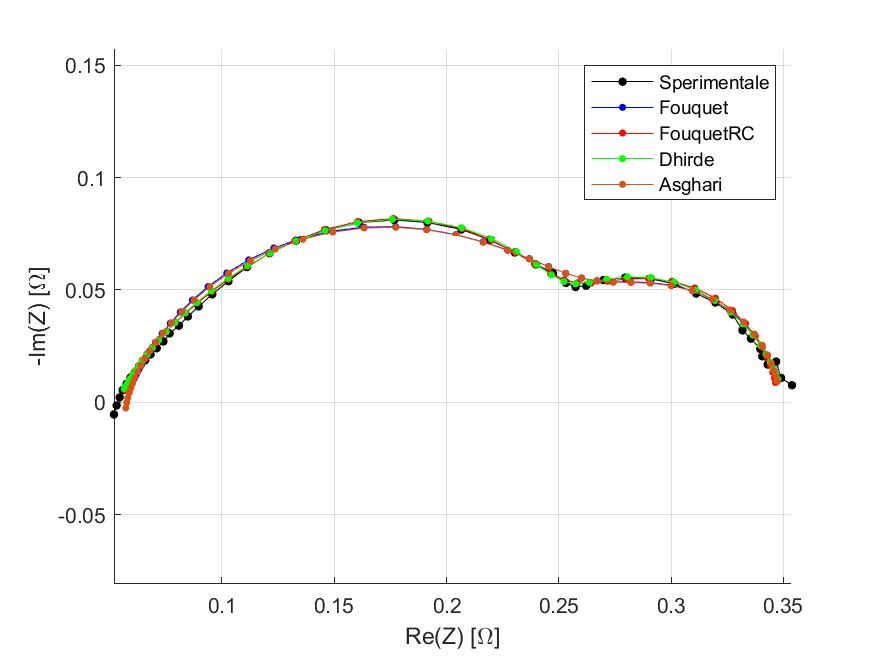 0.15
0.1
0.05
0
-0.05
-Im(Z) [Ω]
Sperimentale
Fouquet
FouquetRC
Dhirde
Asghari
0.1 0.15 0.2 0.25 0.3 0.35
Re(Z) [Ω]